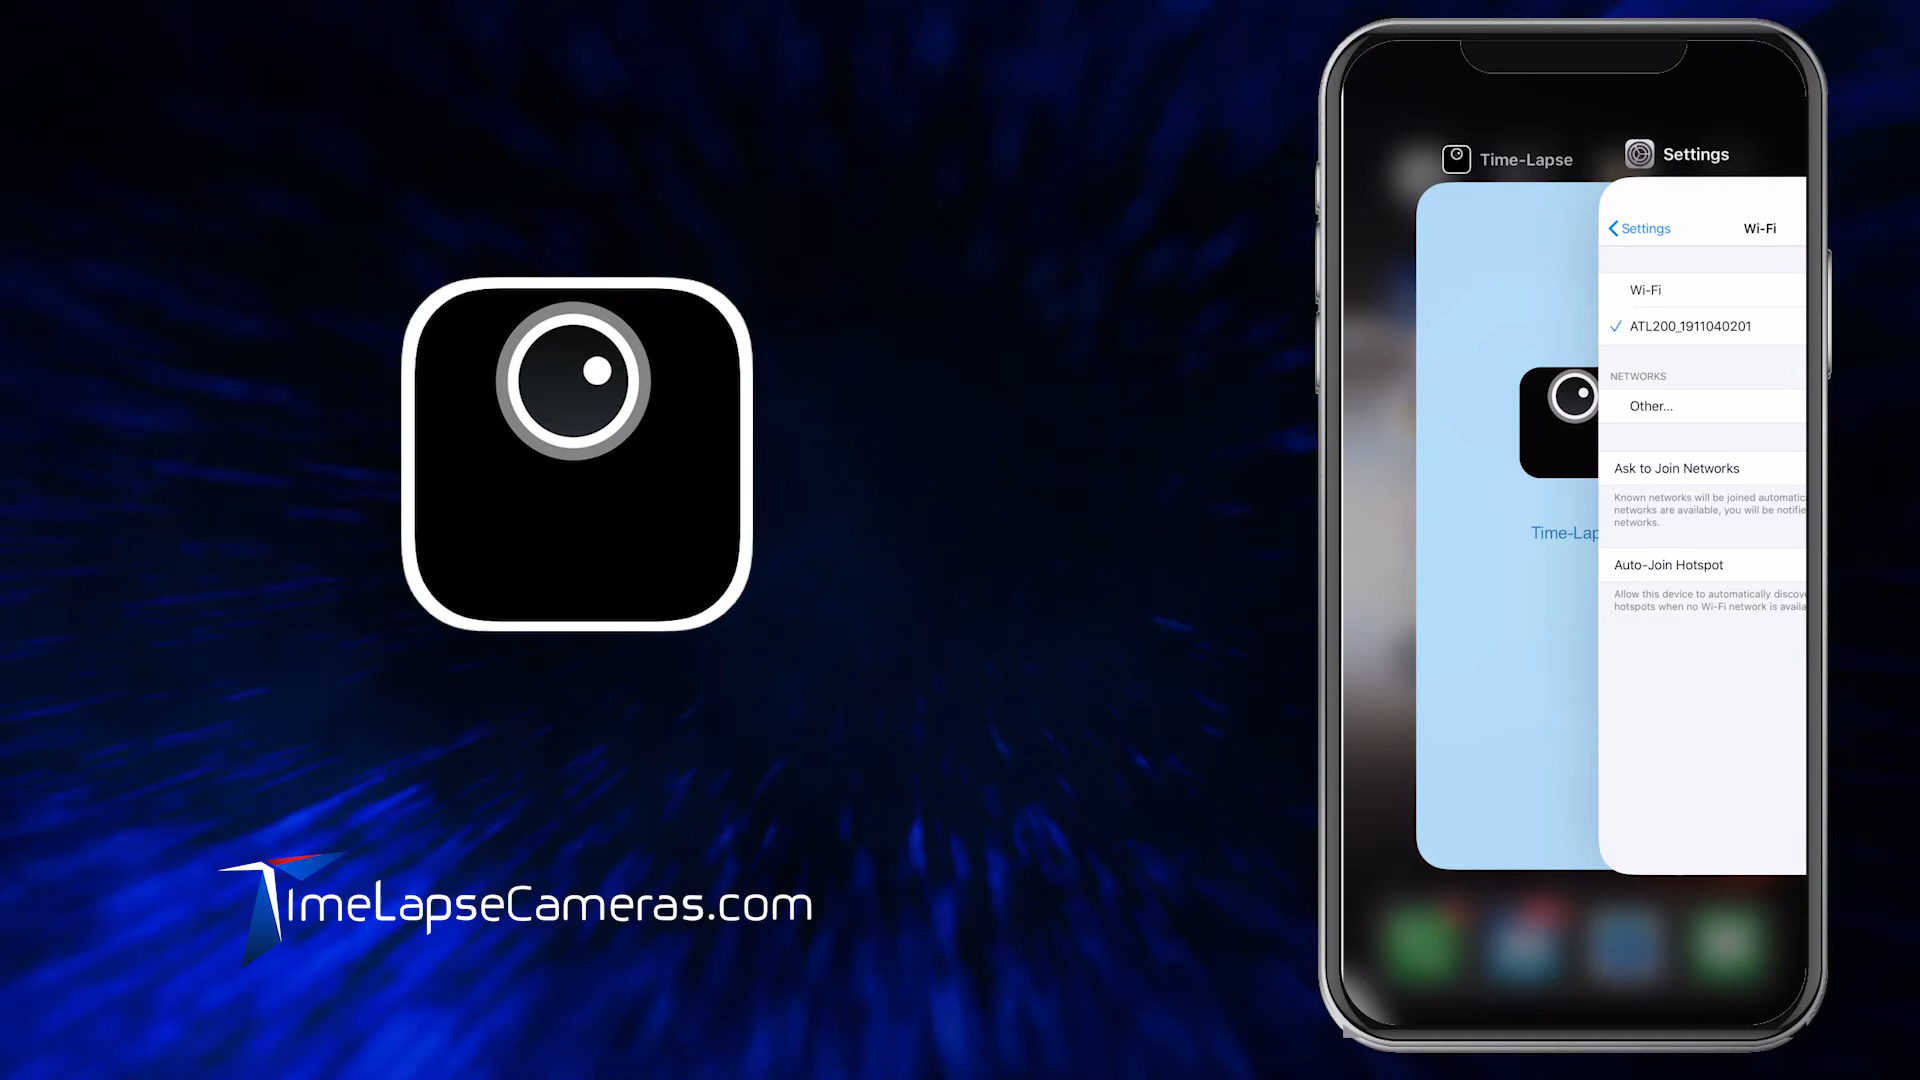 Time-Lapse
Settings
Settings
Wi-Fi
Wi-Fi
ATL200_1911040201
NETWORKS
Other...
Ask to Join Networks
Known networks will be joined automatic
networks are available, you will be notifie
networks.
Time-Lap
Auto-Join Hotspot
Allow this device to automatically discove
hotspots when no Wi-Fi network is availa
TimeLapseCameras.com